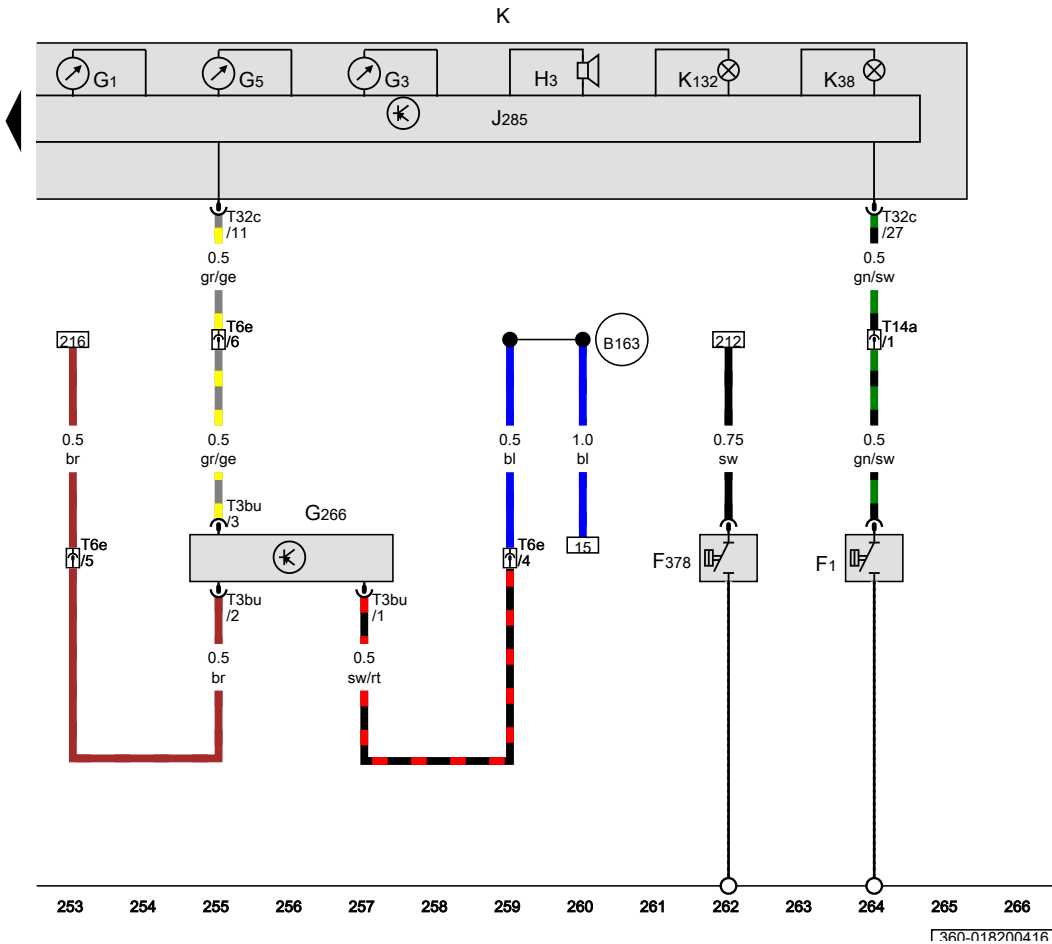 K
G1
G5
G3
H3
K132
K38
J285
T32c
/11
T32c
/27
0.5
gr/ge
0.5
gn/sw
216
T6e
/6
B163
212
T14a
/1
0.5
br
0.5
gr/ge
0.5
bl
1.0
bl
0.75
sw
0.5
gn/sw
T3bu
/3
G266
T6e
/5
T6e
/4
15
F378
F1
T3bu
/2
T3bu
/1
0.5
br
0.5
sw/rt
253 254 255 256 257 258 259 260 261 262 263 264 265 266
360-018200416